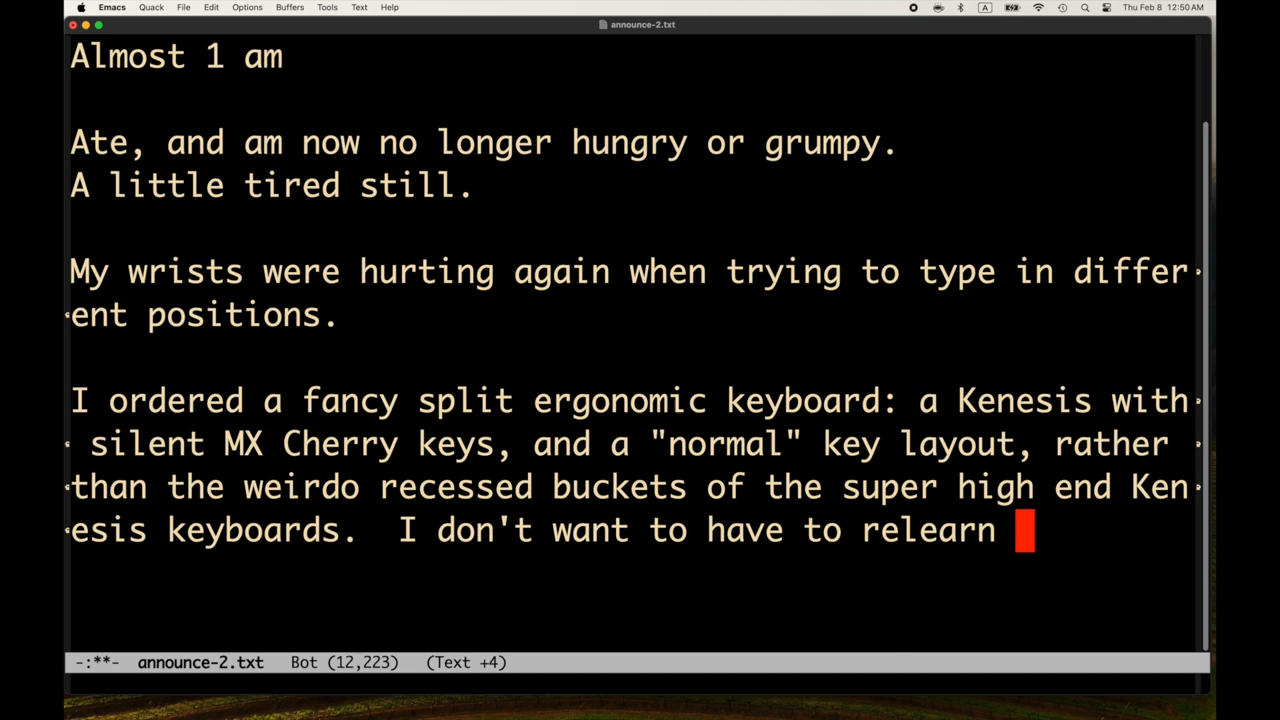 Emacs Quack File Edit Options Buffers Tools Text Help A Thu Feb 8 12:50 AM
announce-2.txt
Almost 1 am
Ate, and am now no longer hungry or grumpy.
A little tired still.
My wrists were hurting again when trying to type in differ
ent positions.
I ordered a fancy split ergonomic keyboard: a Kenesis with
silent MX Cherry keys, and a "normal" key layout, rather
than the weirdo recessed buckets of the super high end Ken
esis keyboards.  I don't want to have to relearn
-:**-  announce-2.txt   Bot (12,223)   (Text +4)